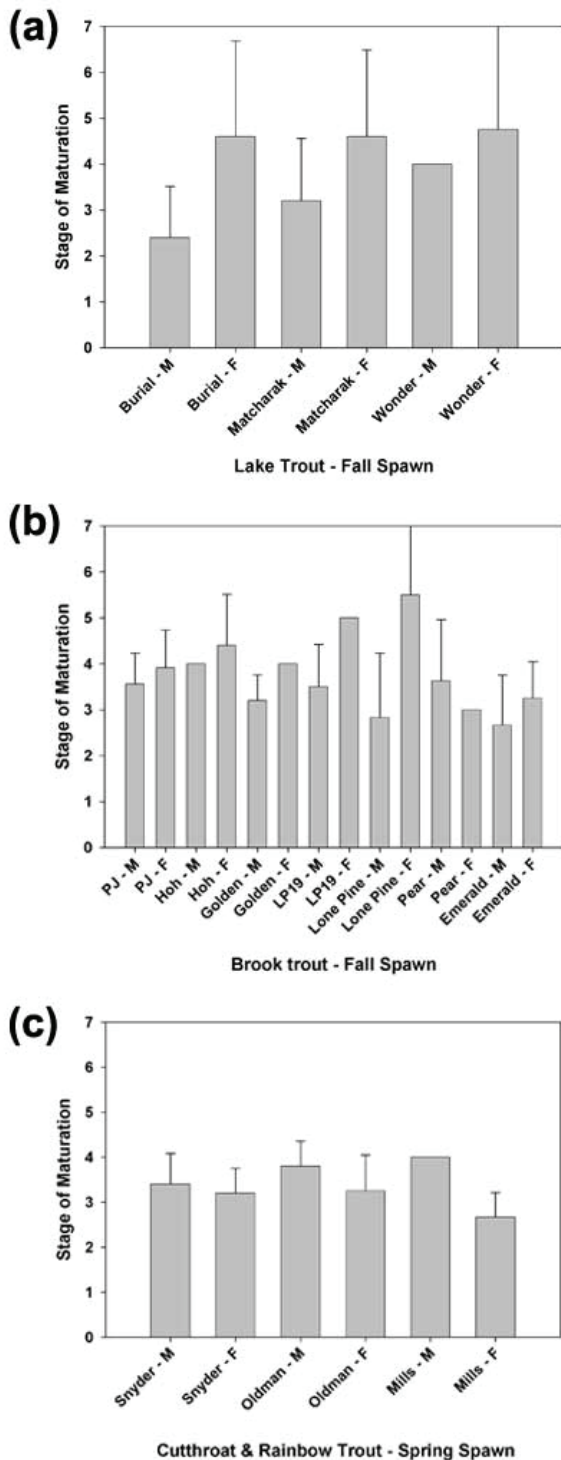 (a)
7
6
5
4
3
2
1
0
Stage of Maturation
Burial - M
Burial - F
Matcharak - M
Matcharak - F
Wonder - M
Wonder - F
Lake Trout - Fall Spawn
(b)
7
6
5
4
3
2
1
0
Stage of Maturation
PJ - M
PJ - F
Hoh - M
Hoh - F
Golden - M
Golden - F
LP19 - M
LP19 - F
Lone Pine - M
Lone Pine - F
Pear - M
Pear - F
Emerald - M
Emerald - F
Brook trout - Fall Spawn
(c)
7
6
5
4
3
2
1
0
Stage of Maturation
Snyder - M
Snyder - F
Oldman - M
Oldman - F
Mills - M
Mills - F
Cutthroat & Rainbow Trout - Spring Spawn